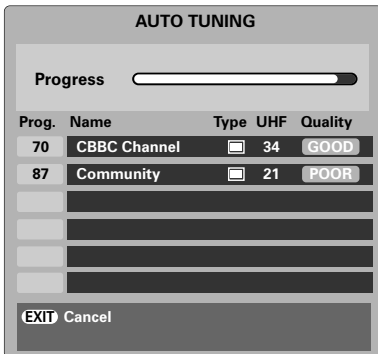 AUTO TUNING
Progress
Prog. Name Type UHF Quality
70 CBBC Channel 34 GOOD
87 Community 21 POOR
EXIT Cancel